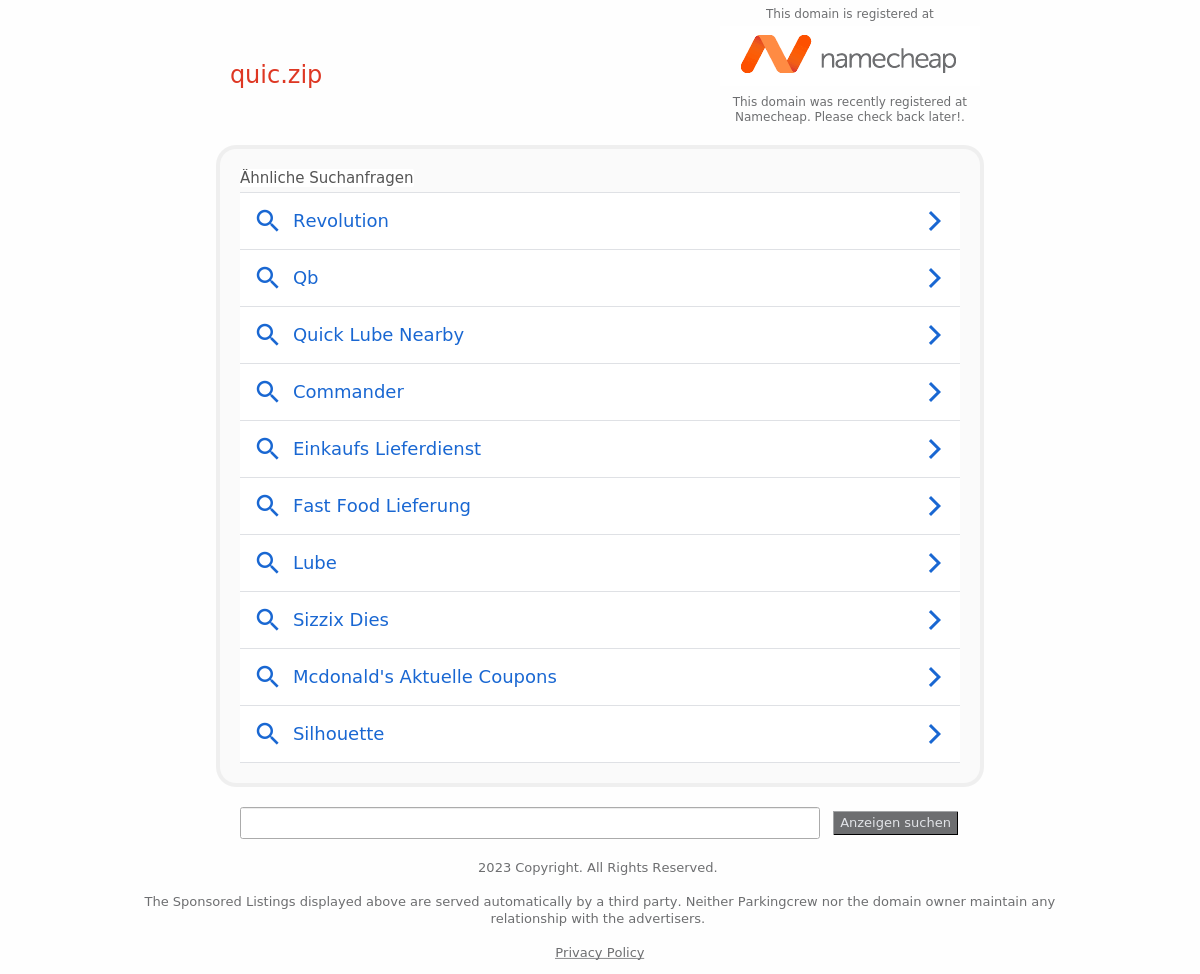 This domain is registered at
namecheap
quic.zip
This domain was recently registered at
Namecheap. Please check back later!.
Ähnliche Suchanfragen
Revolution
Qb
Quick Lube Nearby
Commander
Einkaufs Lieferdienst
Fast Food Lieferung
Lube
Sizzix Dies
Mcdonald's Aktuelle Coupons
Silhouette
Anzeigen suchen
2023 Copyright. All Rights Reserved.
The Sponsored Listings displayed above are served automatically by a third party. Neither Parkingcrew nor the domain owner maintain any
relationship with the advertisers.
Privacy Policy